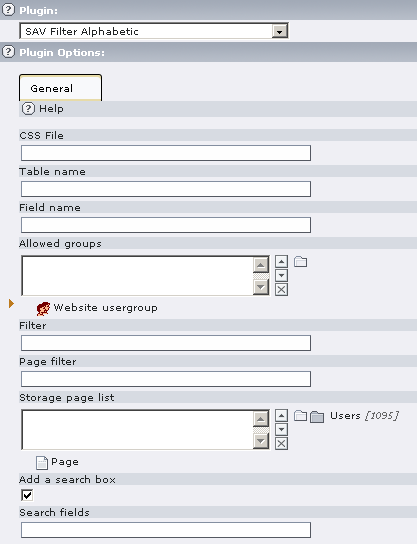 Plugin:
SAV Filter Alphabetic
Plugin Options:
General
Help
CSS File
Table name
Field name
Allowed groups
Website usergroup
Filter
Page filter
Storage page list
Users [1095]
Page
Add a search box
Search fields